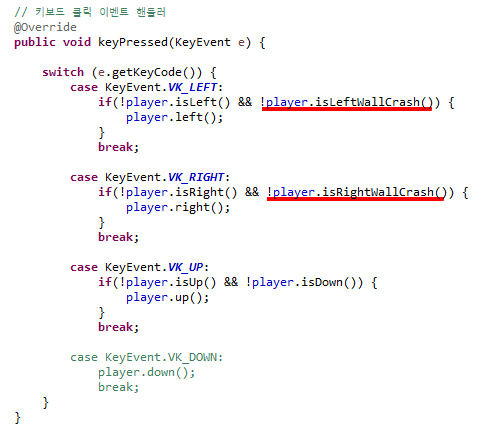 // 키보드 클릭 이벤트 핸들러
@Override
public void keyPressed(KeyEvent e) {
switch (e.getKeyCode()) {
case KeyEvent.VK_LEFT:
if(!player.isLeft() && !player.isLeftWallCrash()) {
player.left();
}
break;
case KeyEvent.VK_RIGHT:
if(!player.isRight() && !player.isRightWallCrash()) {
player.right();
}
break;
case KeyEvent.VK_UP:
if(!player.isUp() && !player.isDown()) {
player.up();
}
break;
case KeyEvent.VK_DOWN:
player.down();
break;
}
}